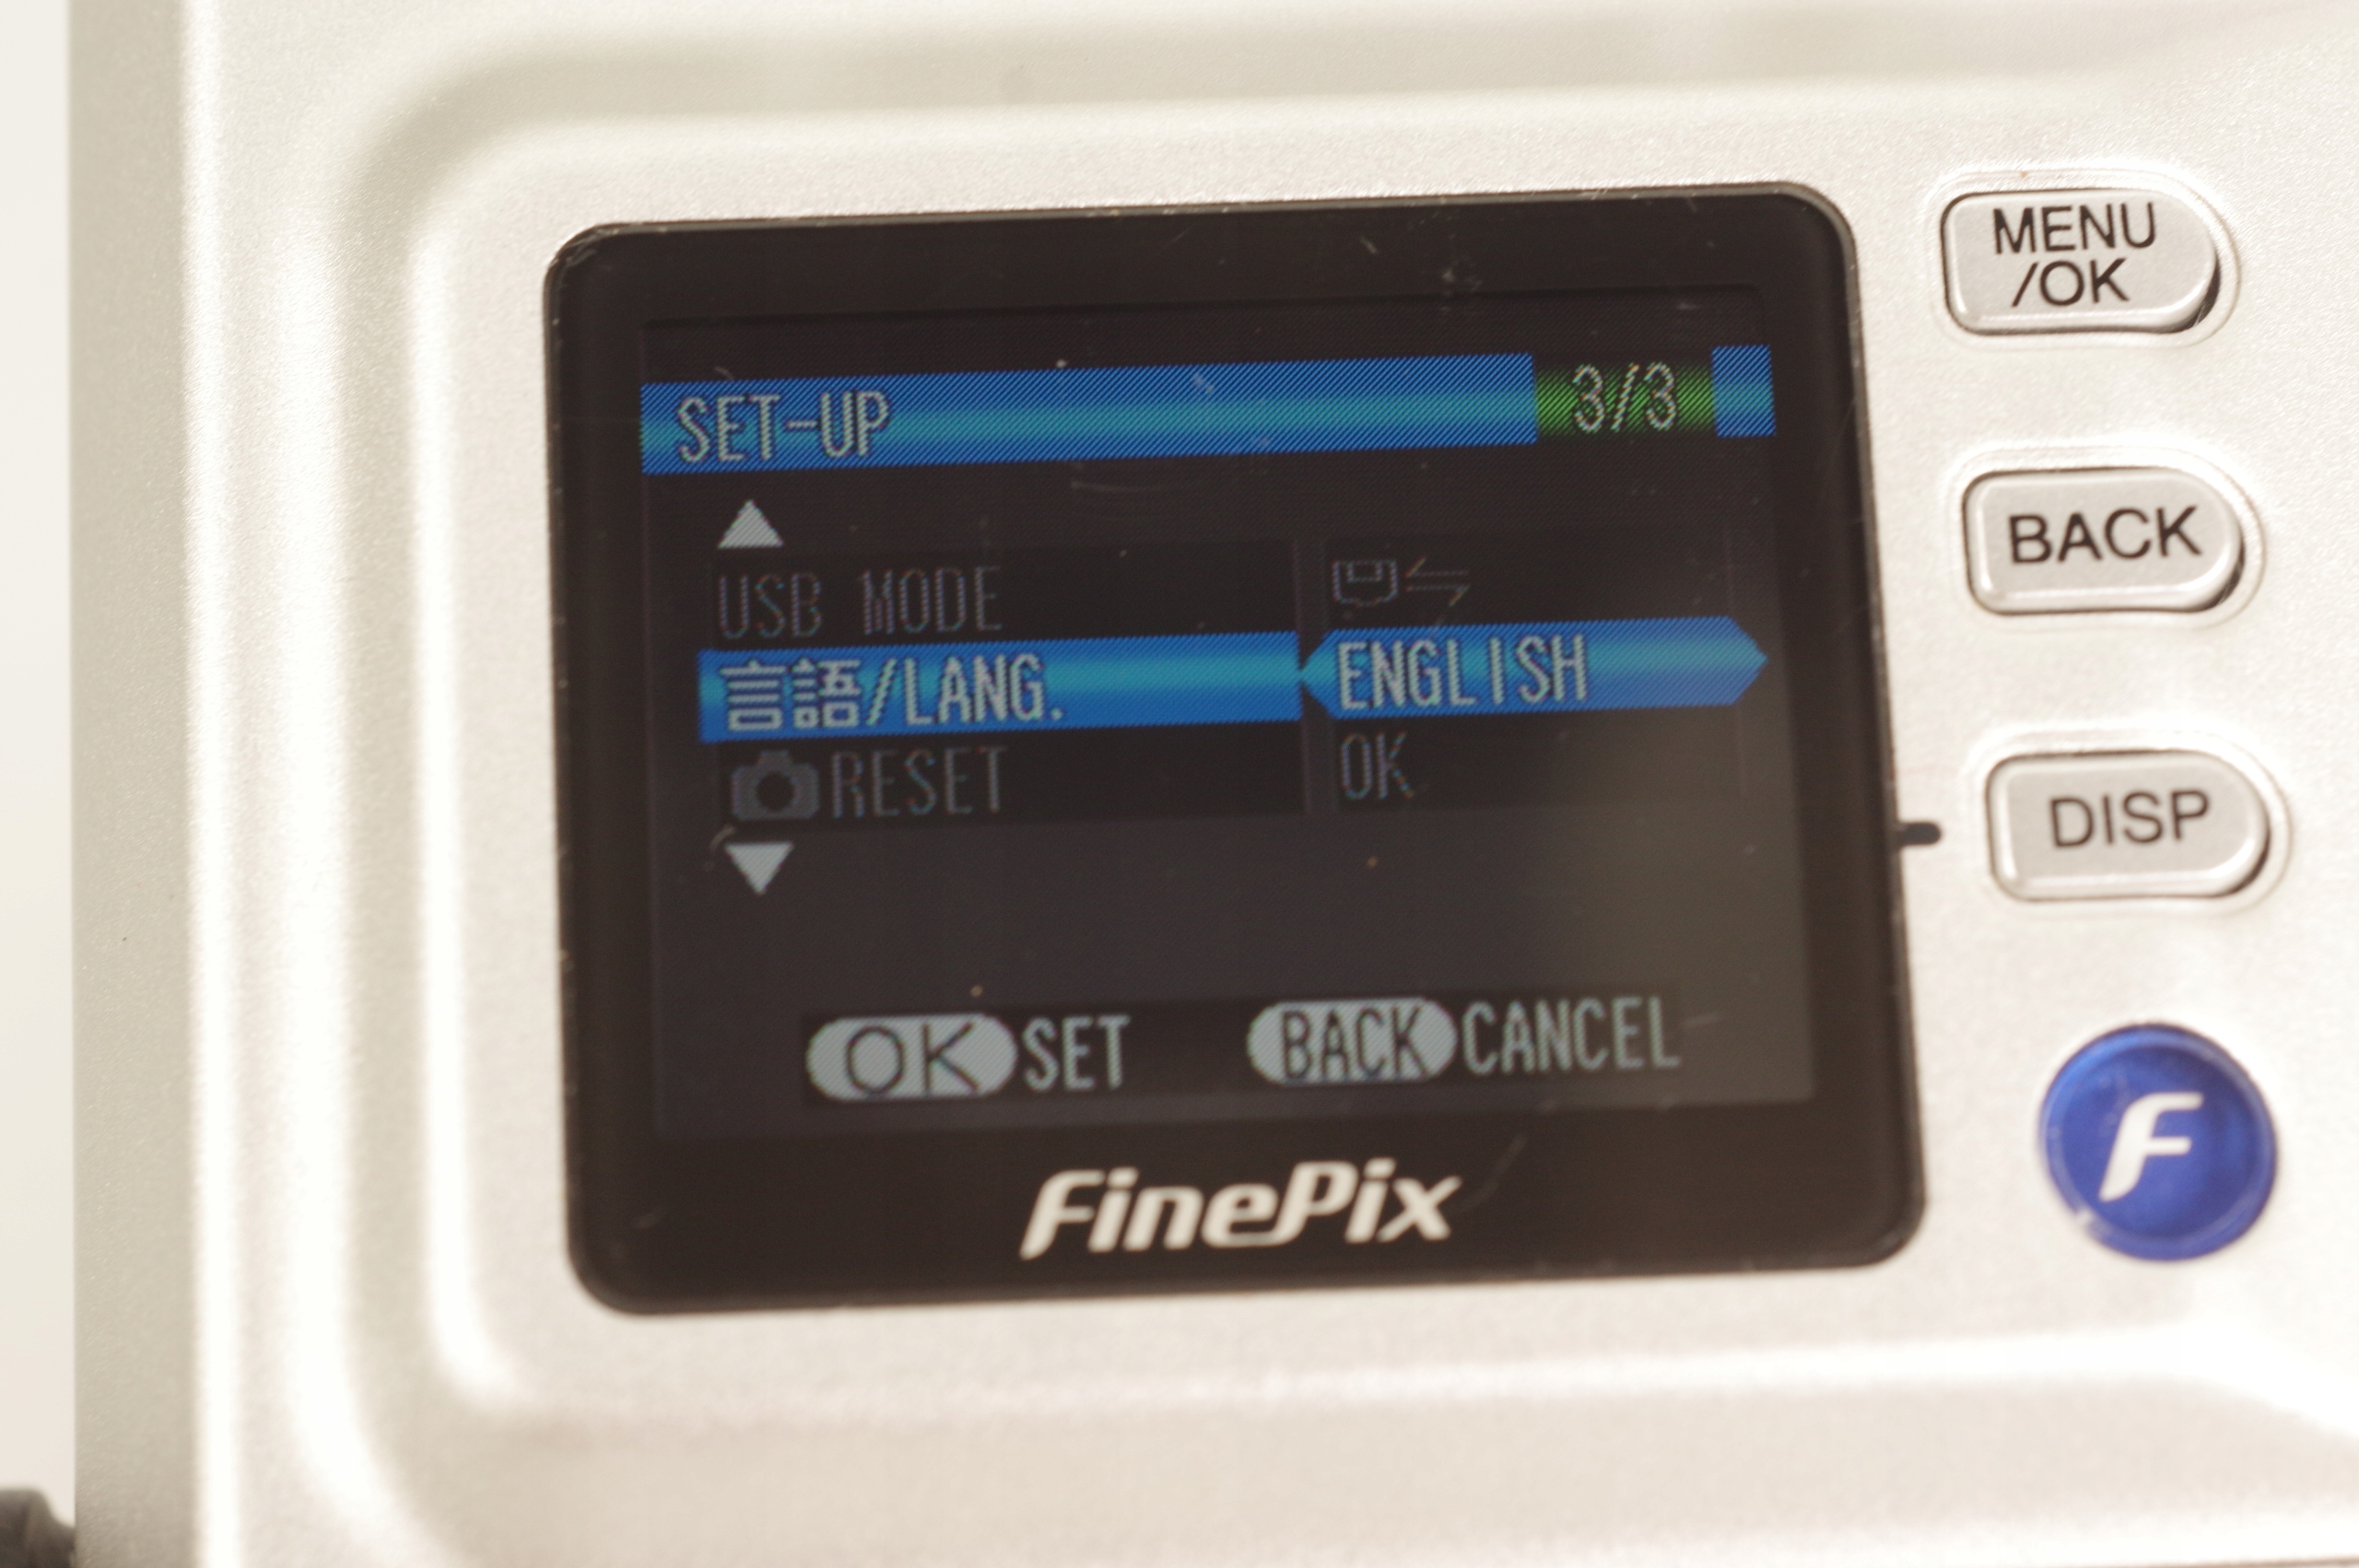 SET-UP 3/3
USB MODE
言語/LANG. ENGLISH
RESET OK
OK SET BACK CANCEL
FinePix
MENU
/OK
BACK
DISP
F